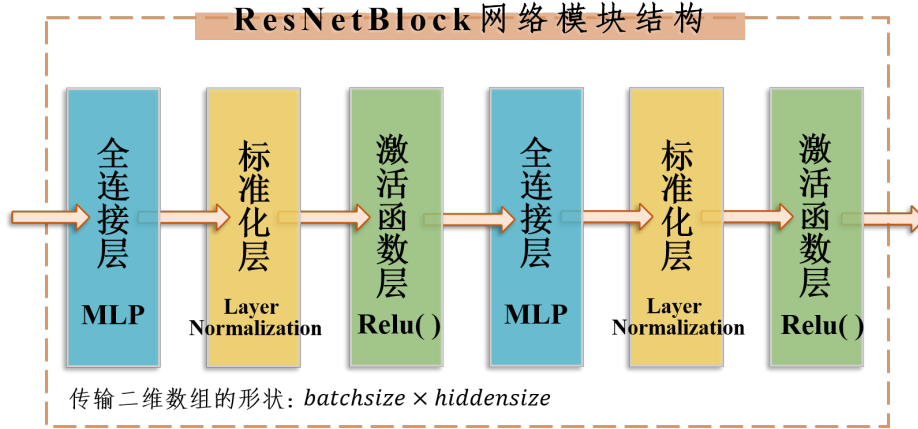 ResNetBlock网络模块结构
全连接层
MLP
标准化层
Layer
Normalization
激活函数层
Relu( )
全连接层
MLP
标准化层
Layer
Normalization
激活函数层
Relu( )
传输二维数组的形状: batchsize × hiddensize